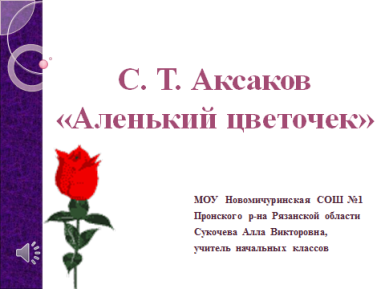 С. Т. Аксаков
«Аленький цветочек»
МОУ Новомичуринская СОШ №1
Пронского р-на Рязанской области
Сукочева Алла Викторовна,
учитель начальных классов